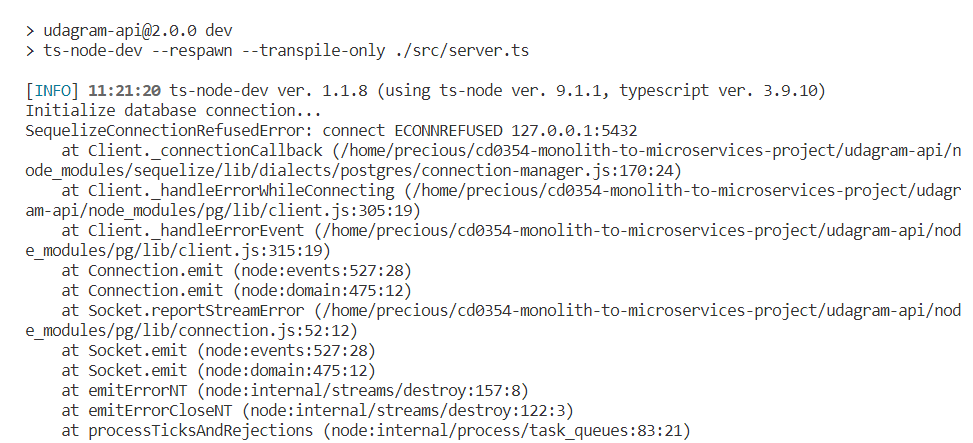 > udagram-api@2.0.0 dev
> ts-node-dev --respawn --transpile-only ./src/server.ts
[INFO] 11:21:20 ts-node-dev ver. 1.1.8 (using ts-node ver. 9.1.1, typescript ver. 3.9.10)
Initialize database connection...
SequelizeConnectionRefusedError: connect ECONNREFUSED 127.0.0.1:5432
    at Client._connectionCallback (/home/precious/cd0354-monolith-to-microservices-project/udagram-api/n
ode_modules/sequelize/lib/dialects/postgres/connection-manager.js:170:24)
    at Client._handleErrorWhileConnecting (/home/precious/cd0354-monolith-to-microservices-project/udagr
am-api/node_modules/pg/lib/client.js:305:19)
    at Client._handleErrorEvent (/home/precious/cd0354-monolith-to-microservices-project/udagram-api/nod
e_modules/pg/lib/client.js:315:19)
    at Connection.emit (node:events:527:28)
    at Connection.emit (node:domain:475:12)
    at Socket.reportStreamError (/home/precious/cd0354-monolith-to-microservices-project/udagram-api/nod
e_modules/pg/lib/connection.js:52:12)
    at Socket.emit (node:events:527:28)
    at Socket.emit (node:domain:475:12)
    at emitErrorNT (node:internal/streams/destroy:157:8)
    at emitErrorCloseNT (node:internal/streams/destroy:122:3)
    at processTicksAndRejections (node:internal/process/task_queues:83:21)